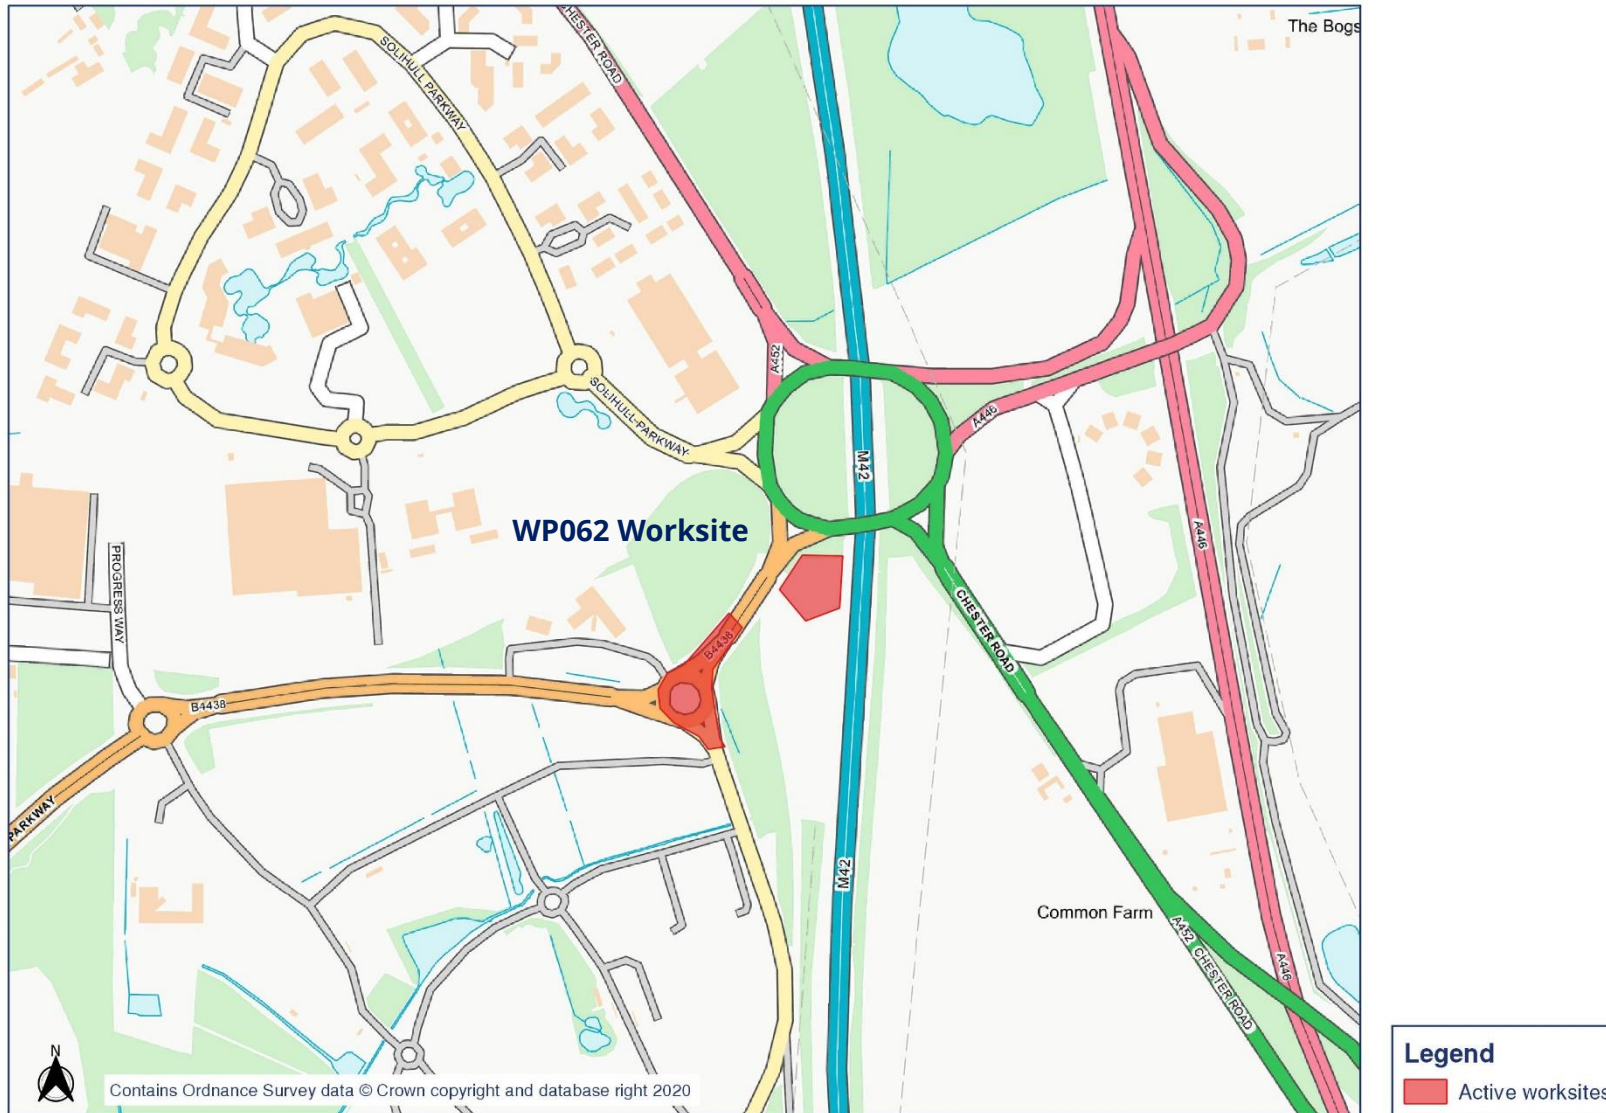 The Bogs
CHESTER ROAD
SOLIHULL PARKWAY
A452
SOLIHULL PARKWAY
A446
M42
WP062 Worksite
A446
PROGRESS WAY
CHESTER ROAD
B4438
B4438
PARKWAY
M42
Common Farm
A452 CHESTER ROAD
A446
N
Contains Ordnance Survey data © Crown copyright and database right 2020
Legend
Active worksites